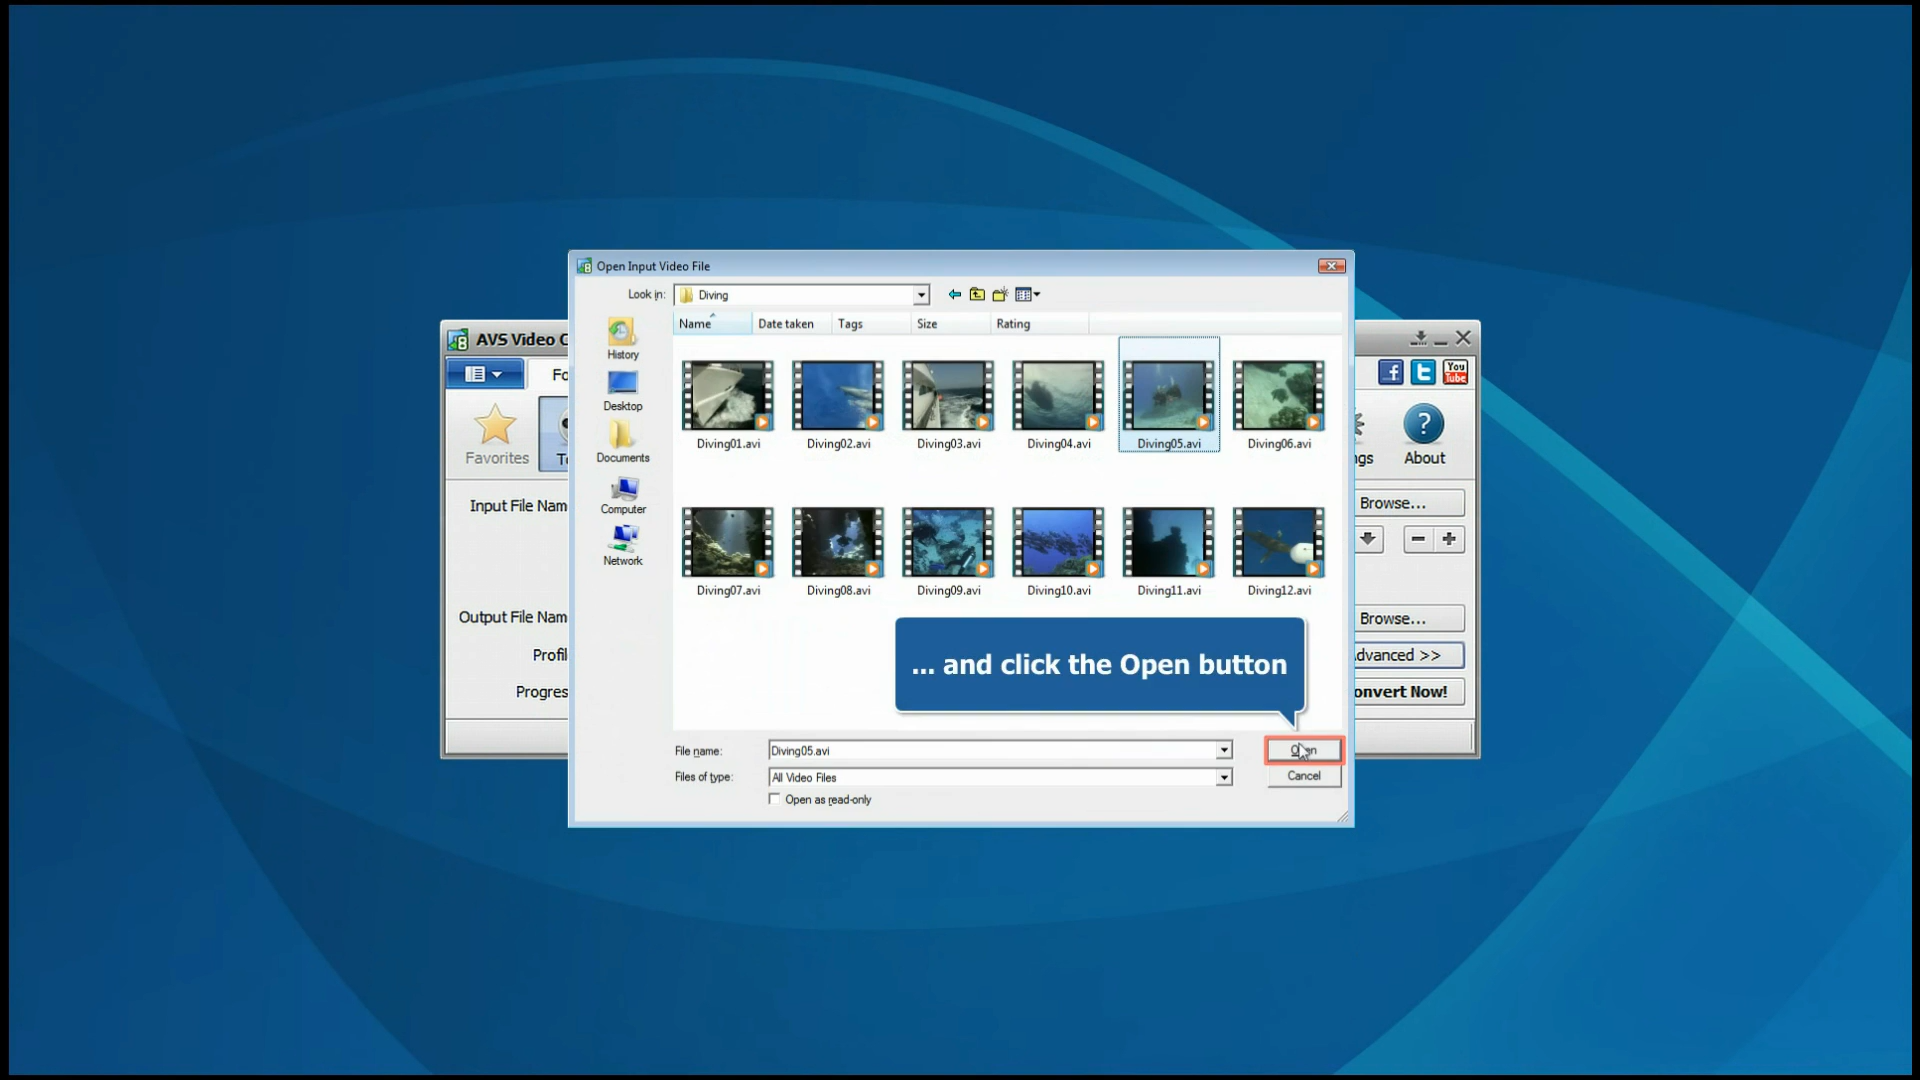 Open Input Video File
Look in: Diving
Name Date taken Tags Size Rating
History
Desktop
Documents
Computer
Network
Diving01.avi Diving02.avi Diving03.avi Diving04.avi Diving05.avi Diving06.avi
Diving07.avi Diving08.avi Diving09.avi Diving10.avi Diving11.avi Diving12.avi
... and click the Open button
File name: Diving05.avi
Open
Files of type: All Video Files
Cancel
Open as read-only
AVS Video C
Fo
You
Tube
Favorites
T
gs
About
?
Input File Nam
Browse...
Output File Nam
Browse...
Profil
dvanced >>
Progres
onvert Now!